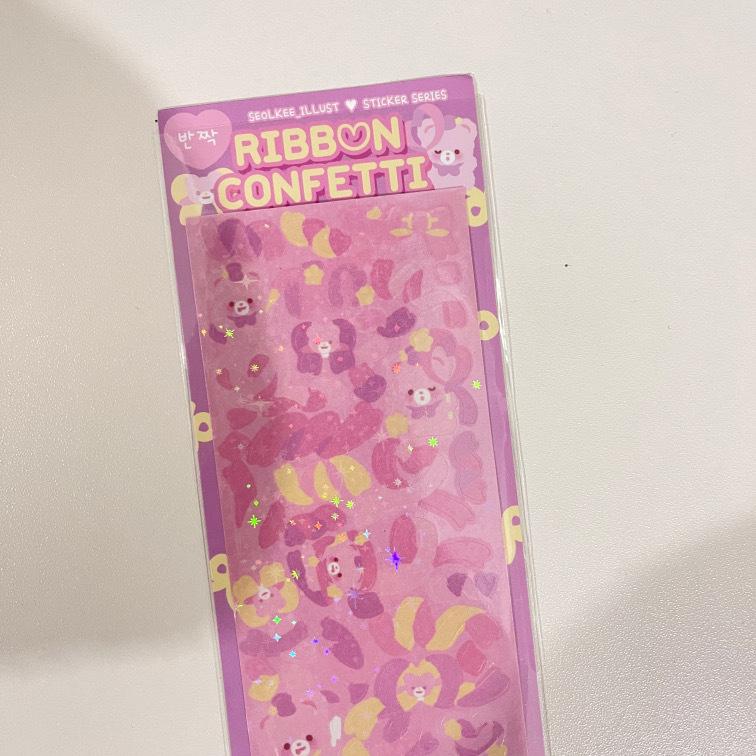 SEOLKEE_ILLUST ♥ STICKER SERIES
반짝
RIBBON
CONFETTI